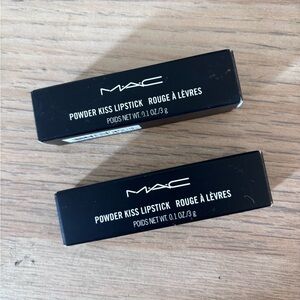 MAC
POWDER KISS LIPSTICK ROUGE À LÈVRES
POIDS NET WT. 0.1 OZ/3 g
MAC
POWDER KISS LIPSTICK ROUGE À LÈVRES
POIDS NET WT. 0.1 OZ/3 g